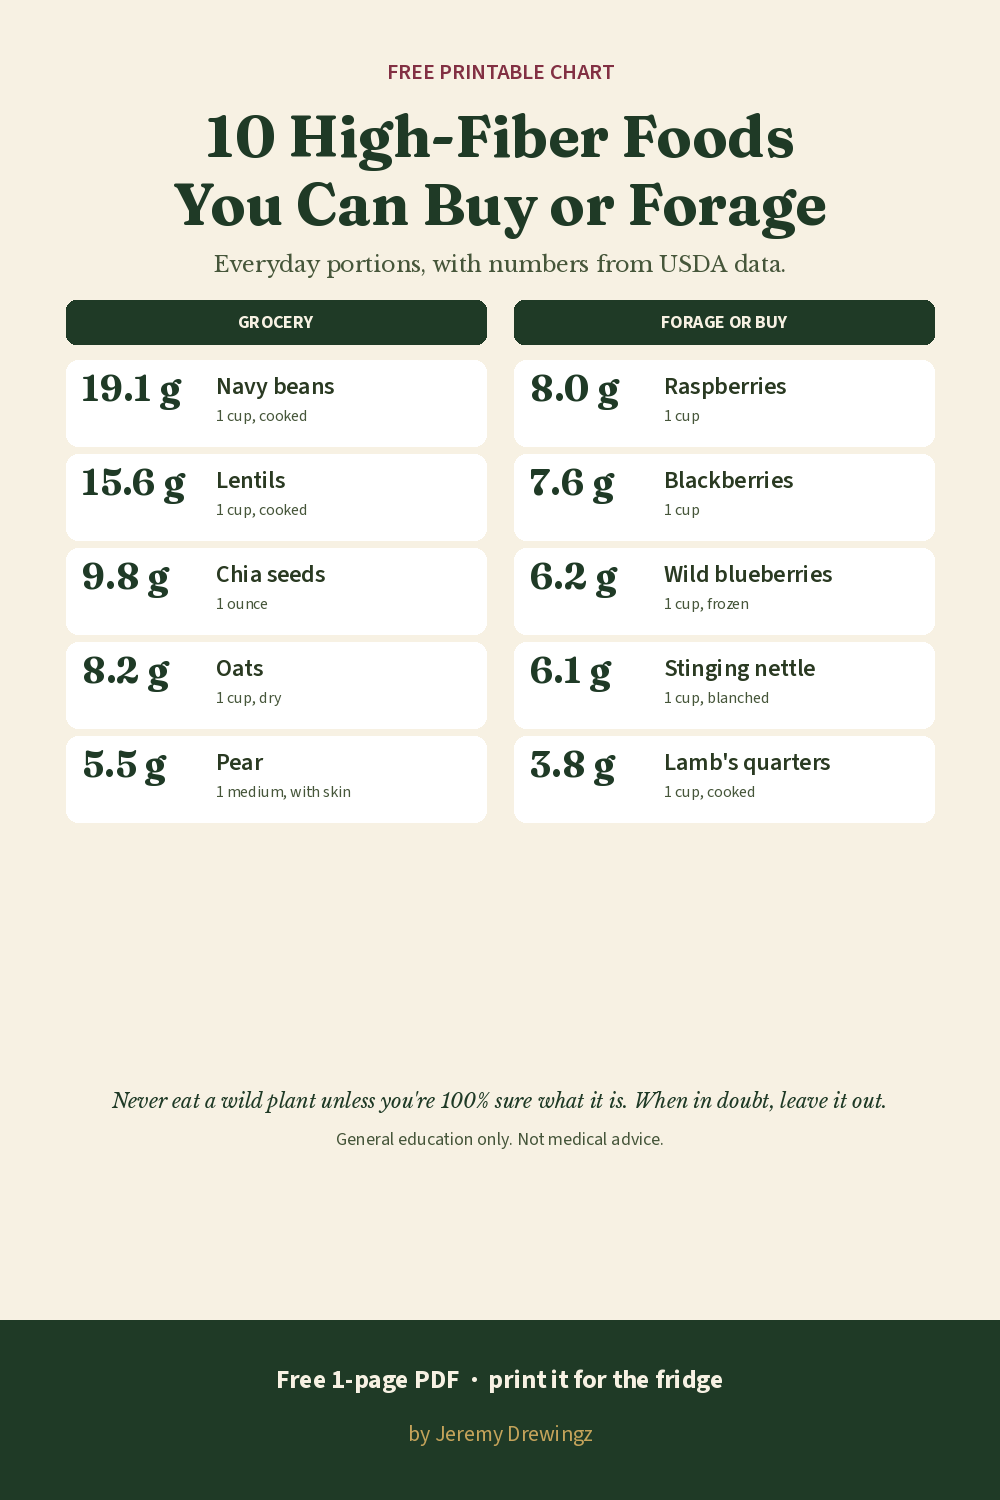 FREE PRINTABLE CHART
10 High-Fiber Foods
You Can Buy or Forage
Everyday portions, with numbers from USDA data.
GROCERY
19.1 g Navy beans
1 cup, cooked
15.6 g Lentils
1 cup, cooked
9.8 g Chia seeds
1 ounce
8.2 g Oats
1 cup, dry
5.5 g Pear
1 medium, with skin
FORAGE OR BUY
8.0 g Raspberries
1 cup
7.6 g Blackberries
1 cup
6.2 g Wild blueberries
1 cup, frozen
6.1 g Stinging nettle
1 cup, blanched
3.8 g Lamb's quarters
1 cup, cooked
Never eat a wild plant unless you're 100% sure what it is. When in doubt, leave it out.
General education only. Not medical advice.
Free 1-page PDF · print it for the fridge
by Jeremy Drewingz